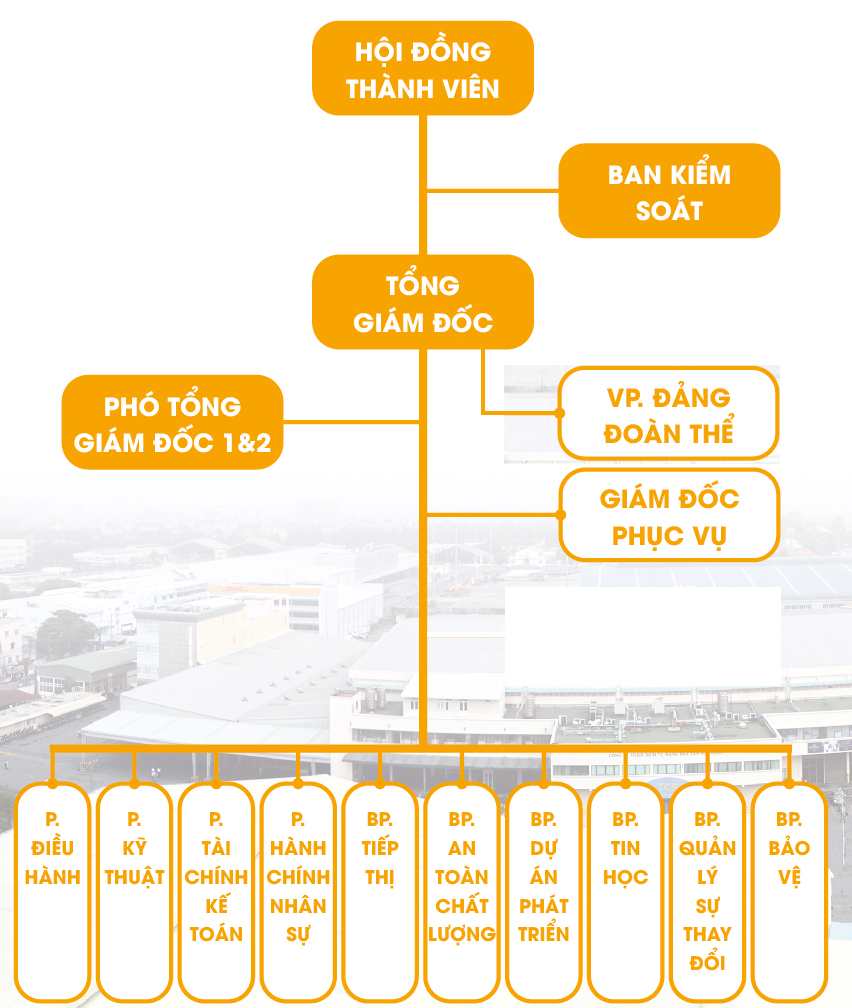 HỘI ĐỒNG
THÀNH VIÊN
BAN KIỂM
SOÁT
TỔNG
GIÁM ĐỐC
PHÓ TỔNG
GIÁM ĐỐC 1&2
VP. ĐẢNG
ĐOÀN THỂ
GIÁM ĐỐC
PHỤC VỤ
P.
ĐIỀU
HÀNH
P.
KỸ
THUẬT
P.
TÀI
CHÍNH
KẾ
TOÁN
P.
HÀNH
CHÍNH
NHÂN
SỰ
BP.
TIẾP
THỊ
BP.
AN
TOÀN
CHẤT
LƯỢNG
BP.
DỰ
ÁN
PHÁT
TRIỂN
BP.
TIN
HỌC
BP.
QUẢN
LÝ
SỰ
THAY
ĐỔI
BP.
BẢO
VỆ